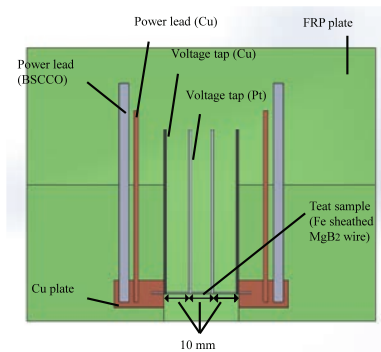 Power lead (Cu)
FRP plate
Voltage tap (Cu)
Power lead
(BSCCO)
Voltage tap (Pt)
Teat sample
(Fe sheathed
MgB2 wire)
Cu plate
10 mm